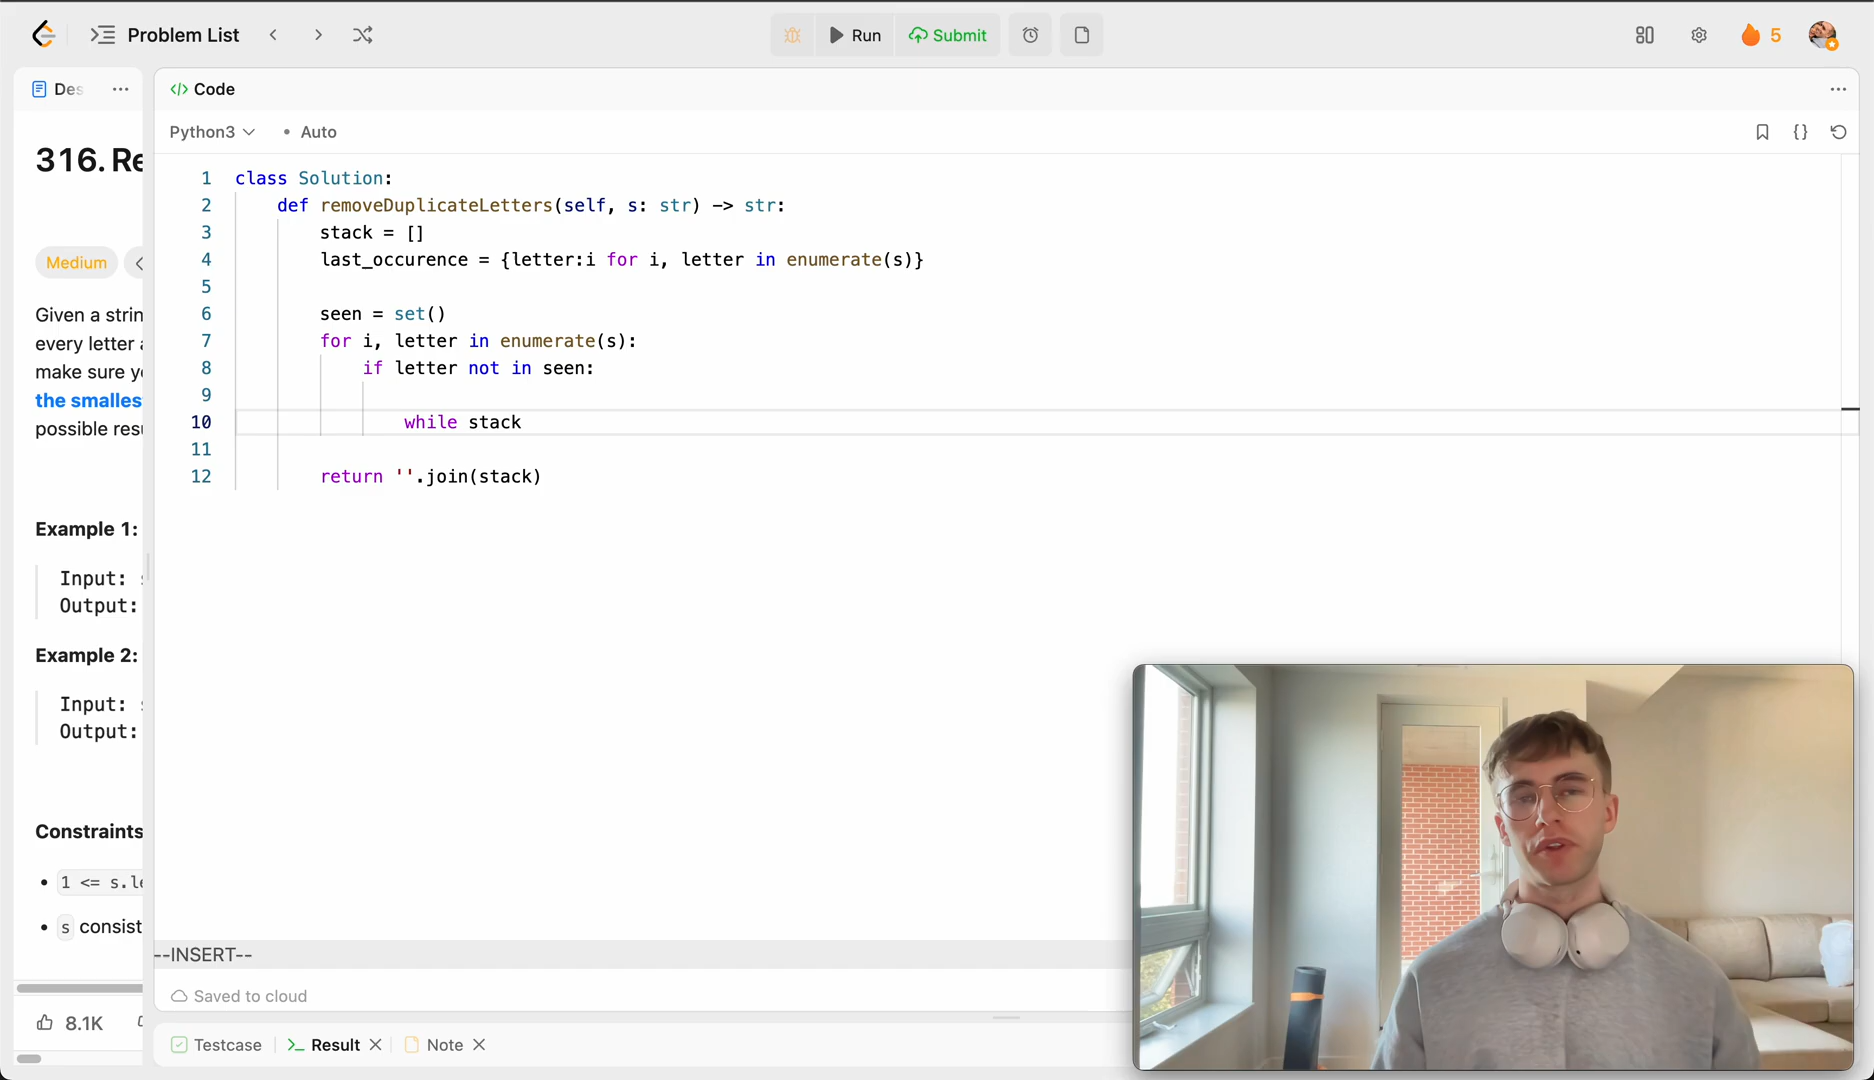 Problem List
Run
Submit
5
Des
Code
Python3
Auto
316. Re
Medium
Given a strin
every letter a
make sure yo
the smalles
possible resu
Example 1:
Input: s
Output:
Example 2:
Input: s
Output:
Constraints
1 <= s.le
s consist
8.1K
1 class Solution:
2 def removeDuplicateLetters(self, s: str) -> str:
3 stack = []
4 last_occurence = {letter:i for i, letter in enumerate(s)}
5
6 seen = set()
7 for i, letter in enumerate(s):
8 if letter not in seen:
9
10 while stack
11
12 return ''.join(stack)
--INSERT--
Saved to cloud
Testcase
Result
Note